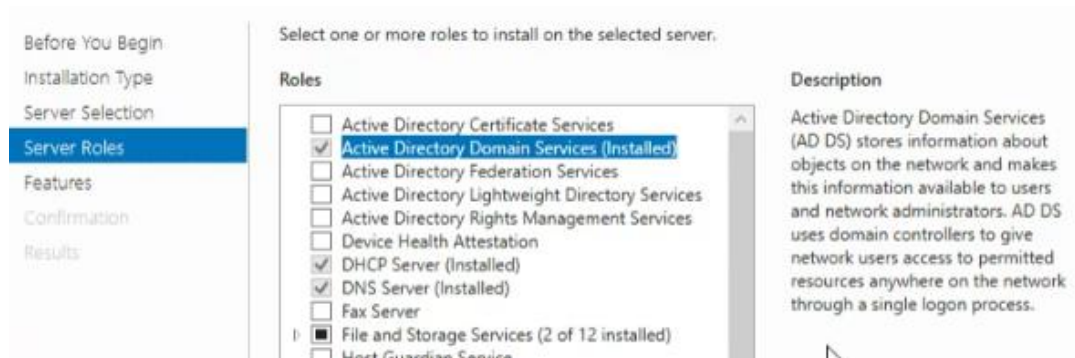 Before You Begin
Installation Type
Server Selection
Server Roles
Features
Confirmation
Results
Select one or more roles to install on the selected server.
Roles
Active Directory Certificate Services
Active Directory Domain Services (Installed)
Active Directory Federation Services
Active Directory Lightweight Directory Services
Active Directory Rights Management Services
Device Health Attestation
DHCP Server (Installed)
DNS Server (Installed)
Fax Server
File and Storage Services (2 of 12 installed)
Host Guardian Service
Description
Active Directory Domain Services
(AD DS) stores information about
objects on the network and makes
this information available to users
and network administrators. AD DS
uses domain controllers to give
network users access to permitted
resources anywhere on the network
through a single logon process.